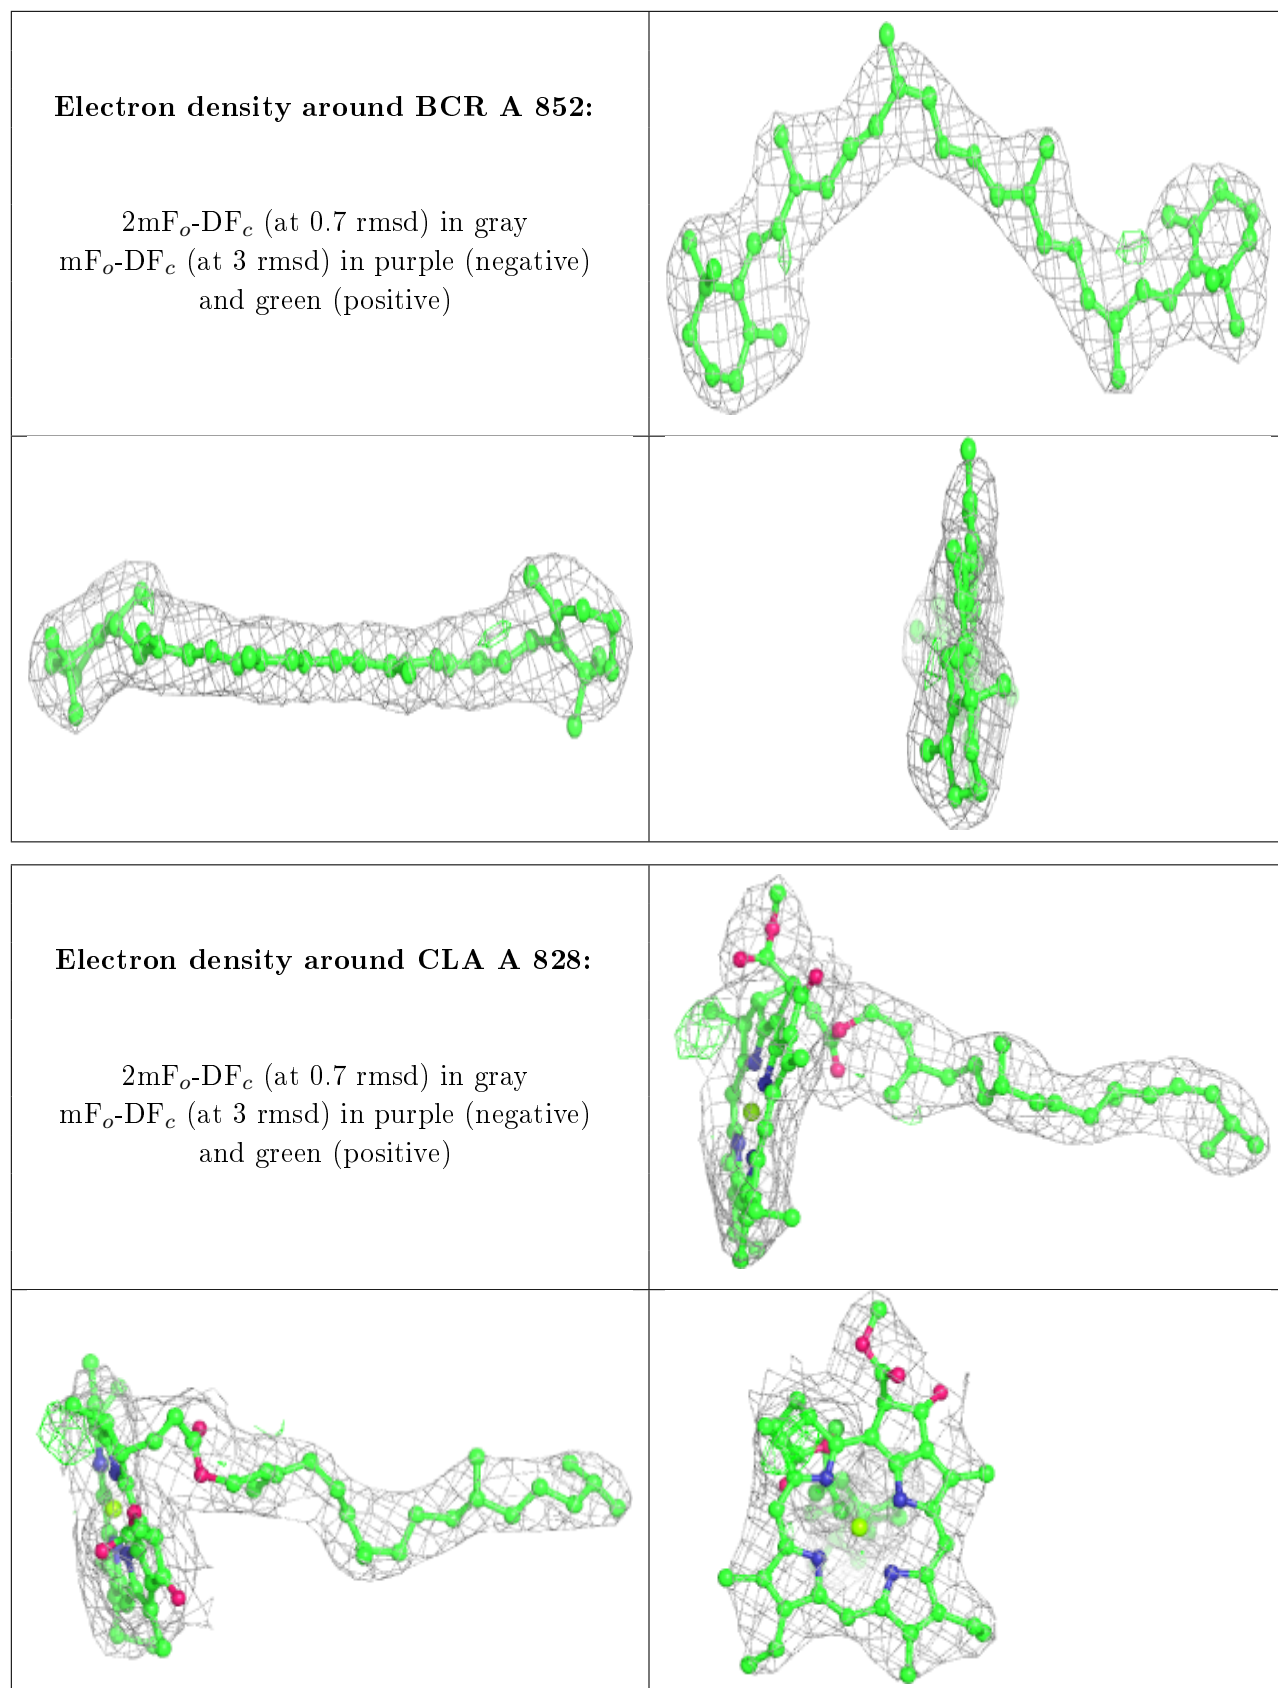 Electron density around BCR A 852:
2mFₒ-DF𝒸 (at 0.7 rmsd) in gray
mFₒ-DF𝒸 (at 3 rmsd) in purple (negative)
and green (positive)
Electron density around CLA A 828:
2mFₒ-DF𝒸 (at 0.7 rmsd) in gray
mFₒ-DF𝒸 (at 3 rmsd) in purple (negative)
and green (positive)